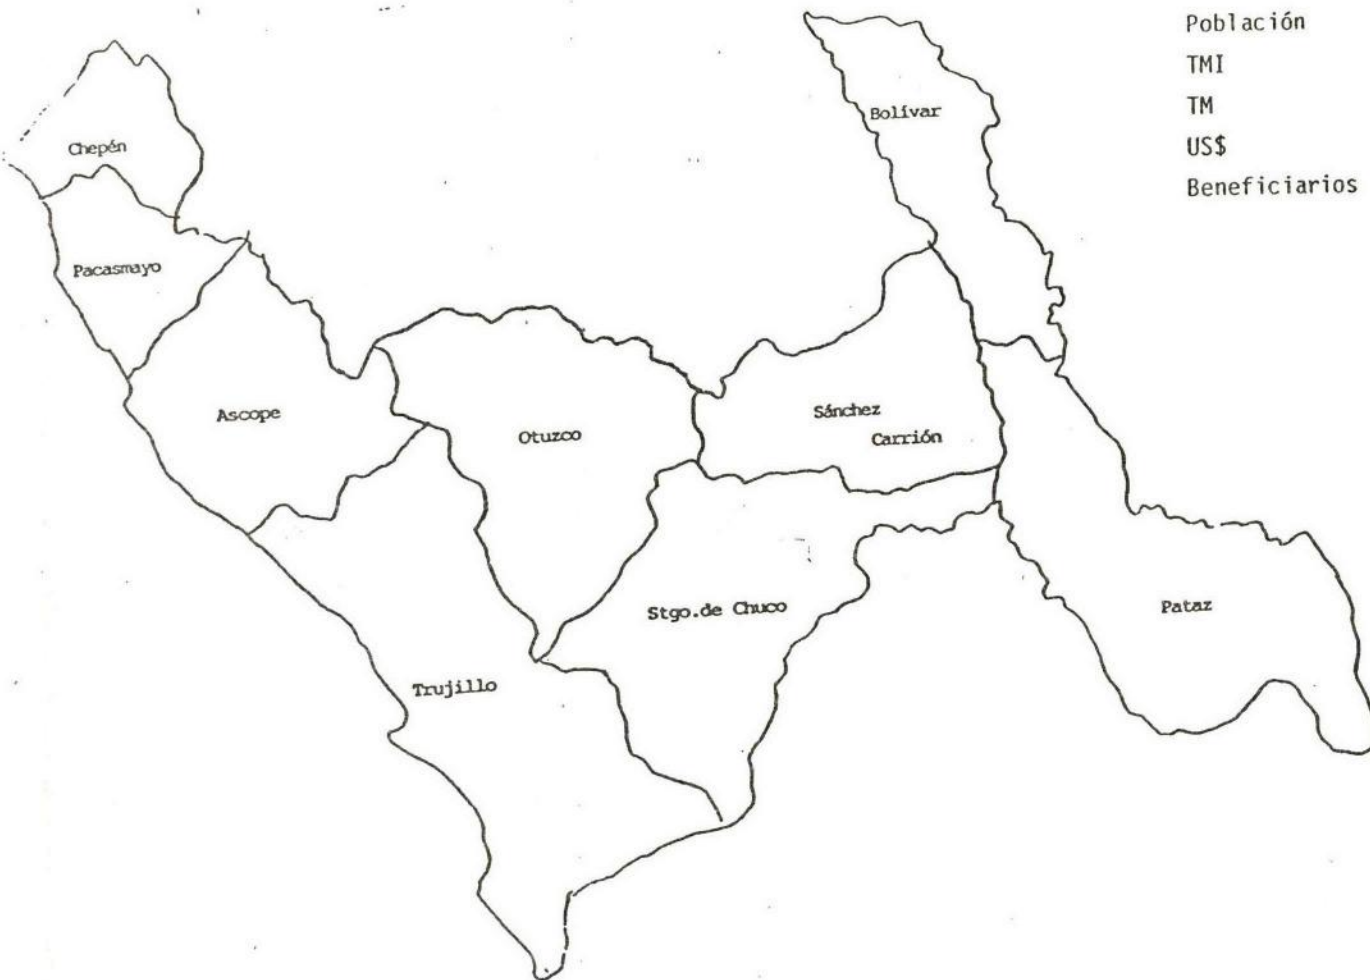 Población
TMI
TM
US$
Beneficiarios
Bolívar
Chepén
Pacasmayo
Ascope
Otuzco
Sánchez
Carrión
Stgo.de Chuco
Pataz
Trujillo